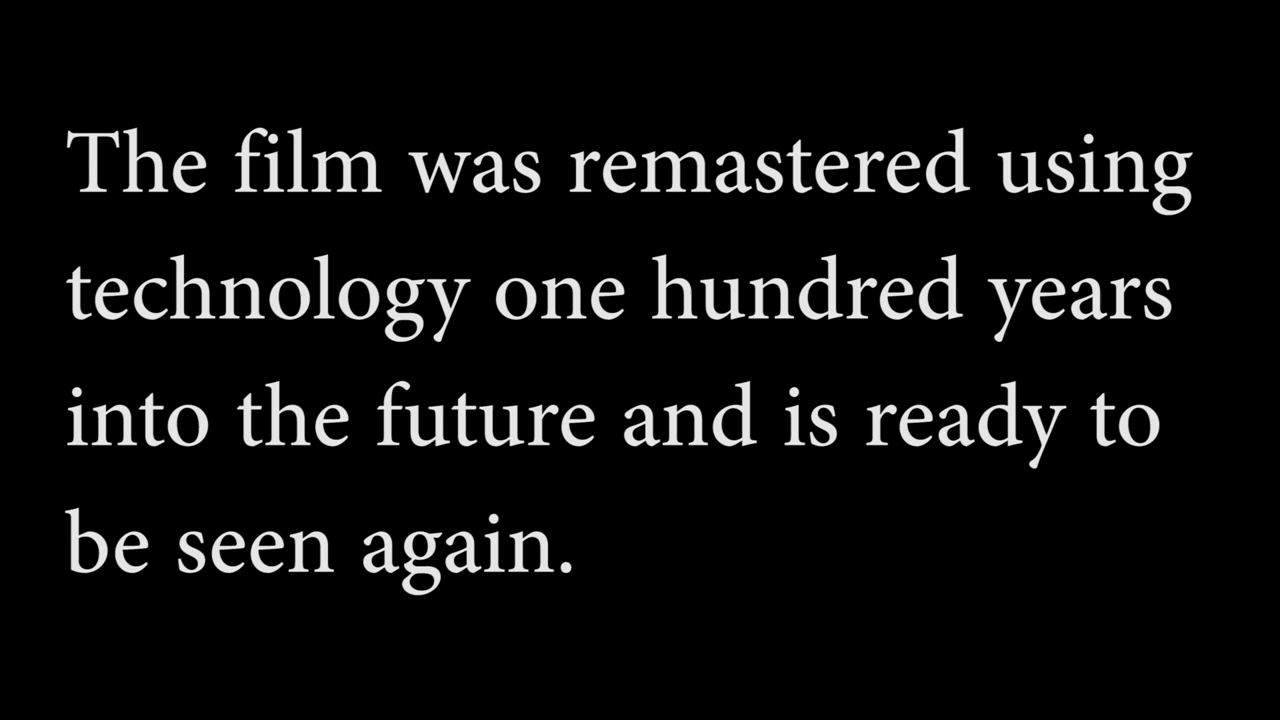 The film was remastered using
technology one hundred years
into the future and is ready to
be seen again.